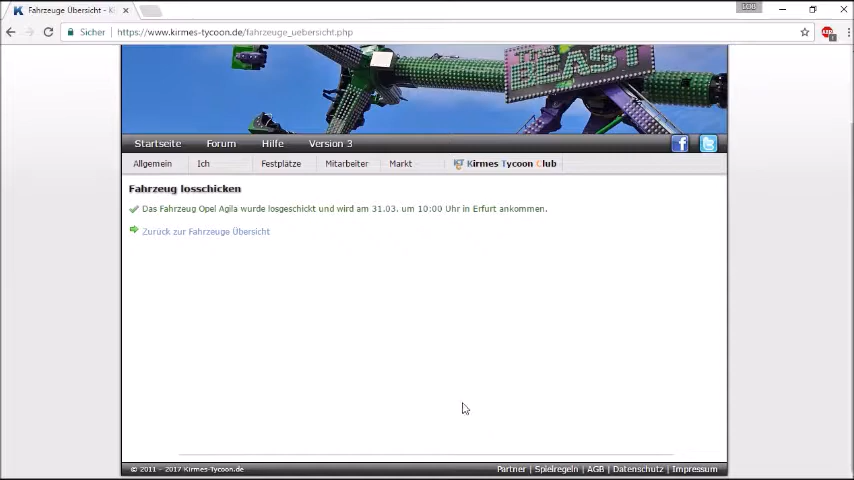 Fahrzeuge Übersicht - K
100
Sicher
https://www.kirmes-tycoon.de/fahrzeuge_uebersicht.php
THE
BEAST
Startseite Forum Hilfe Version 3
Allgemein Ich Festplätze Mitarbeiter Markt Kirmes Tycoon Club
Fahrzeug losschicken
Das Fahrzeug Opel Agila wurde losgeschickt und wird am 31.03. um 10:00 Uhr in Erfurt ankommen.
Zurück zur Fahrzeuge Übersicht
© 2011 - 2017 Kirmes-Tycoon.de
Partner | Spielregeln | AGB | Datenschutz | Impressum